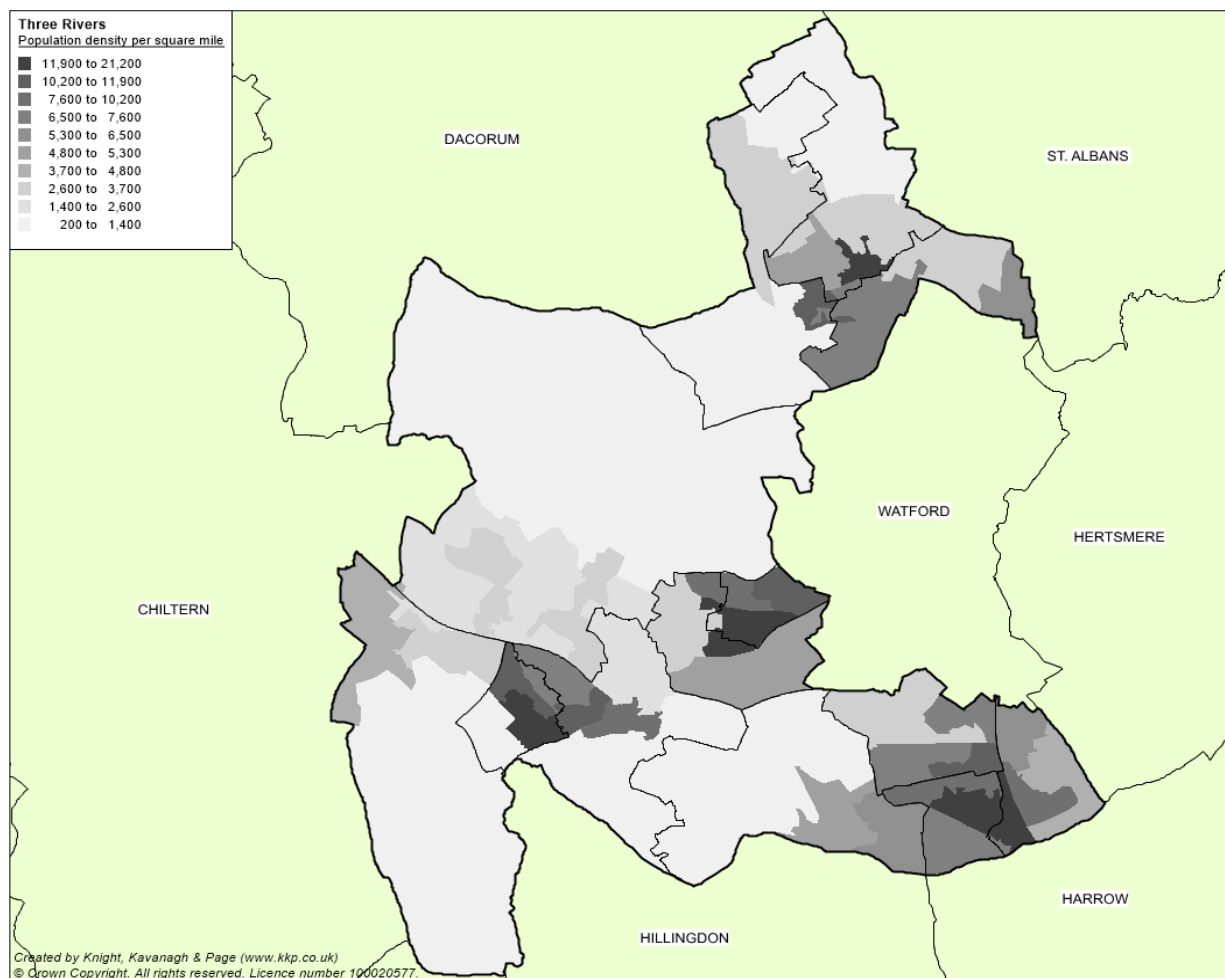 Three Rivers
Population density per square mile
11,900 to 21,200
10,200 to 11,900
7,600 to 10,200
6,500 to 7,600
5,300 to 6,500
4,800 to 5,300
3,700 to 4,800
2,600 to 3,700
1,400 to 2,600
200 to 1,400
DACORUM
ST. ALBANS
WATFORD
HERTSMERE
CHILTERN
HARROW
HILLINGDON
Created by Knight, Kavanagh & Page (www.kkp.co.uk)
© Crown Copyright. All rights reserved. Licence number 100020577.